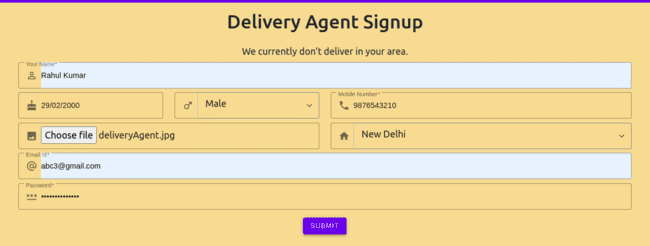 Delivery Agent Signup
We currently don't deliver in your area.
Your Name*
Rahul Kumar
29/02/2000
Male
Mobile Number*
9876543210
Choose file deliveryAgent.jpg
New Delhi
Email id*
abc3@gmail.com
Password*
••••••••••••••
SUBMIT